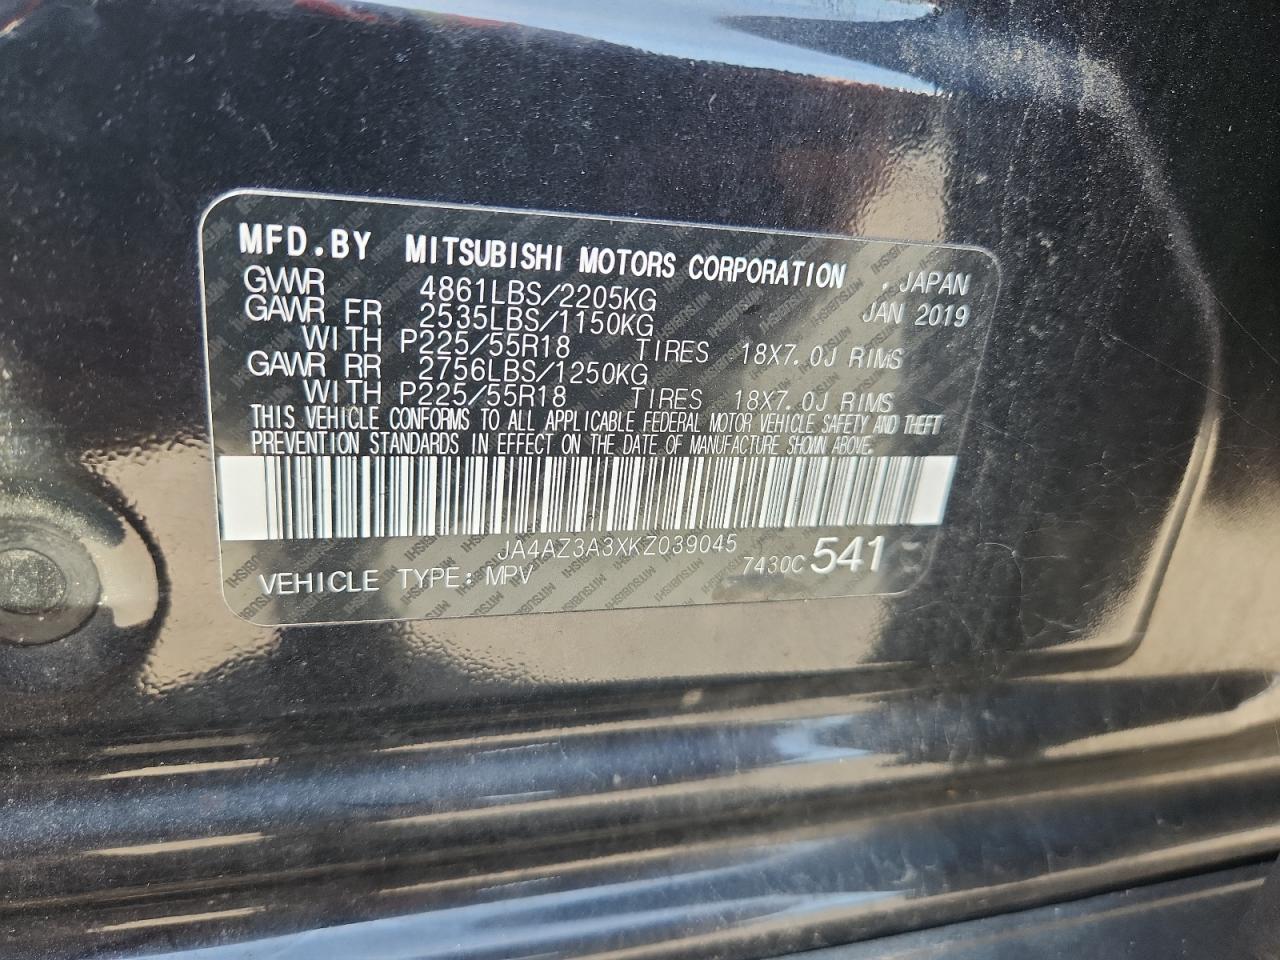 MFD.BY MITSUBISHI MOTORS CORPORATION , JAPAN
GVWR 4861LBS/2205KG JAN 2019
GAWR FR 2535LBS/1150KG
WITH P225/55R18 TIRES 18X7.0J RIMS
GAWR RR 2756LBS/1250KG
WITH P225/55R18 TIRES 18X7.0J RIMS
THIS VEHICLE CONFORMS TO ALL APPLICABLE FEDERAL MOTOR VEHICLE SAFETY AND THEFT
PREVENTION STANDARDS IN EFFECT ON THE DATE OF MANUFACTURE SHOWN ABOVE.
JA4AZ3A3XKZ039045
VEHICLE TYPE: MPV 7430C 541